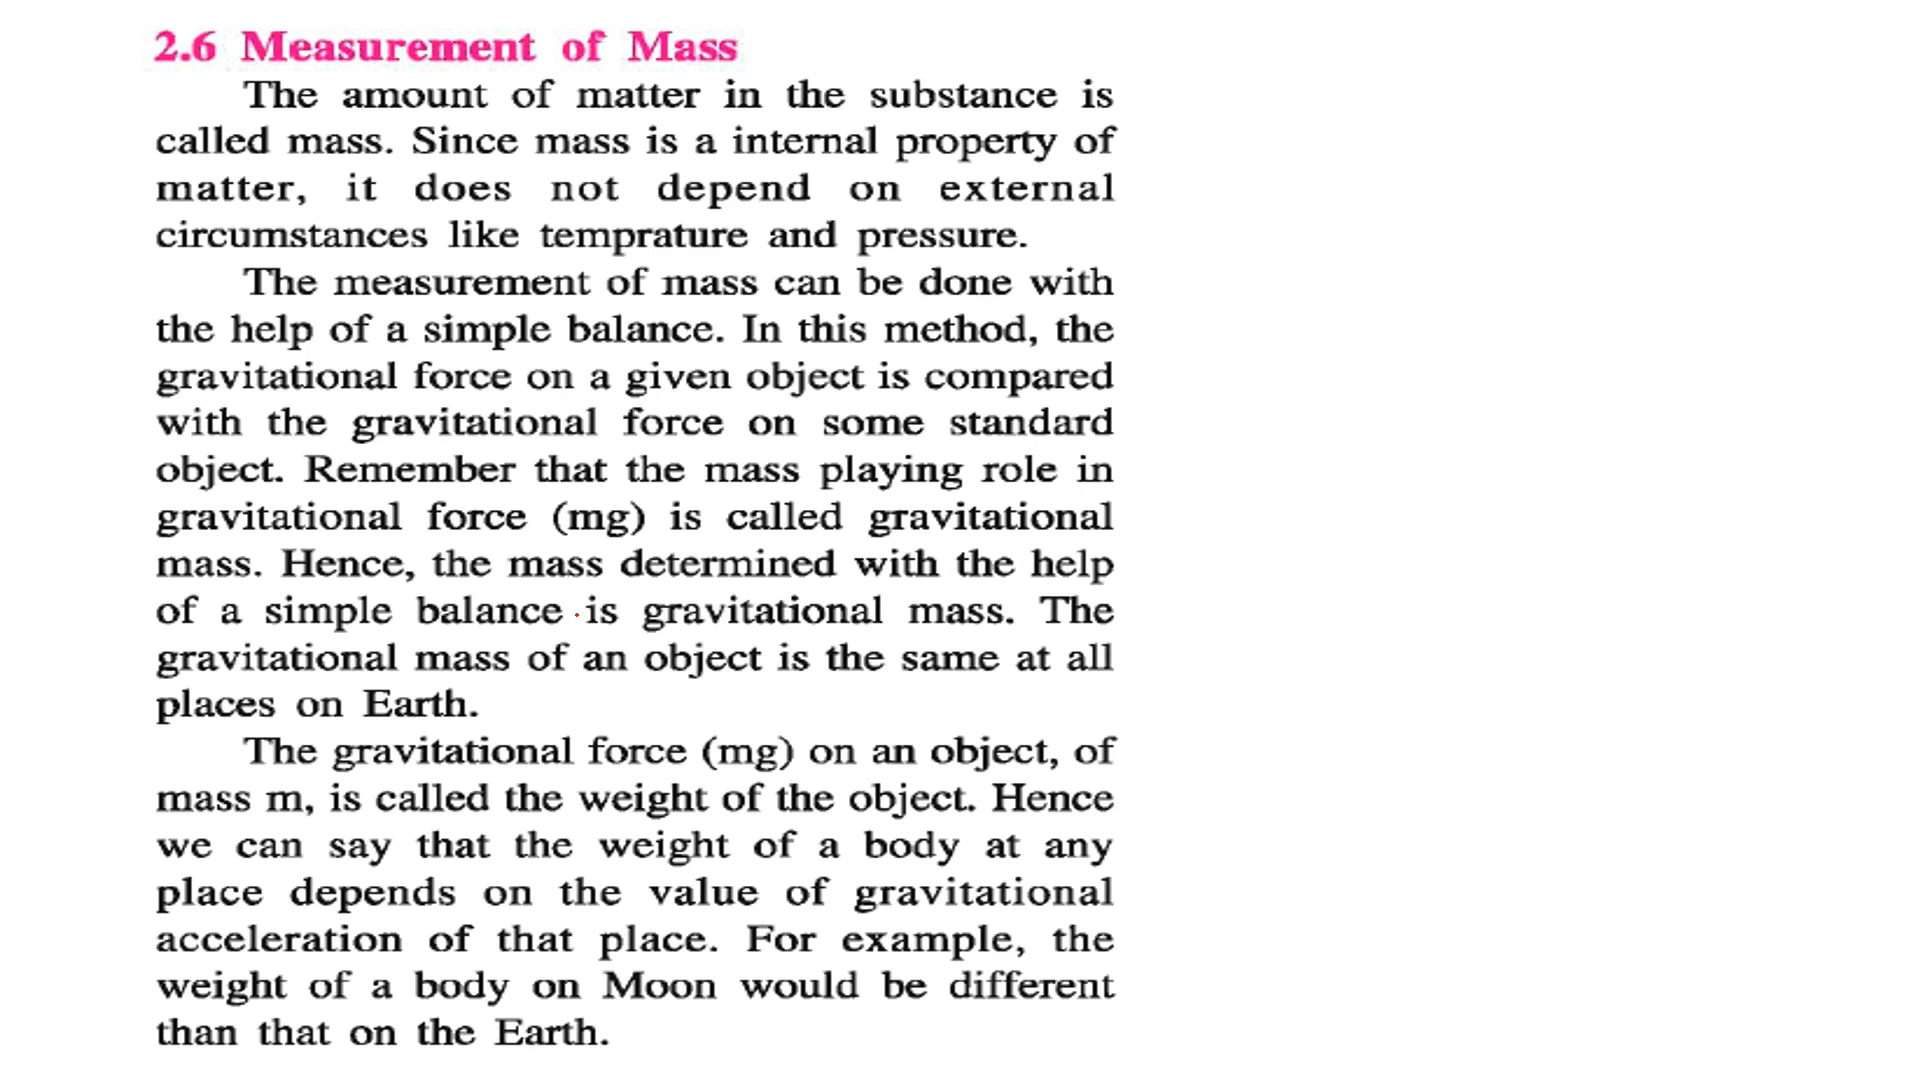 2.6 Measurement of Mass
The amount of matter in the substance is
called mass. Since mass is a internal property of
matter, it does not depend on external
circumstances like temprature and pressure.
The measurement of mass can be done with
the help of a simple balance. In this method, the
gravitational force on a given object is compared
with the gravitational force on some standard
object. Remember that the mass playing role in
gravitational force (mg) is called gravitational
mass. Hence, the mass determined with the help
of a simple balance is gravitational mass. The
gravitational mass of an object is the same at all
places on Earth.
The gravitational force (mg) on an object, of
mass m, is called the weight of the object. Hence
we can say that the weight of a body at any
place depends on the value of gravitational
acceleration of that place. For example, the
weight of a body on Moon would be different
than that on the Earth.